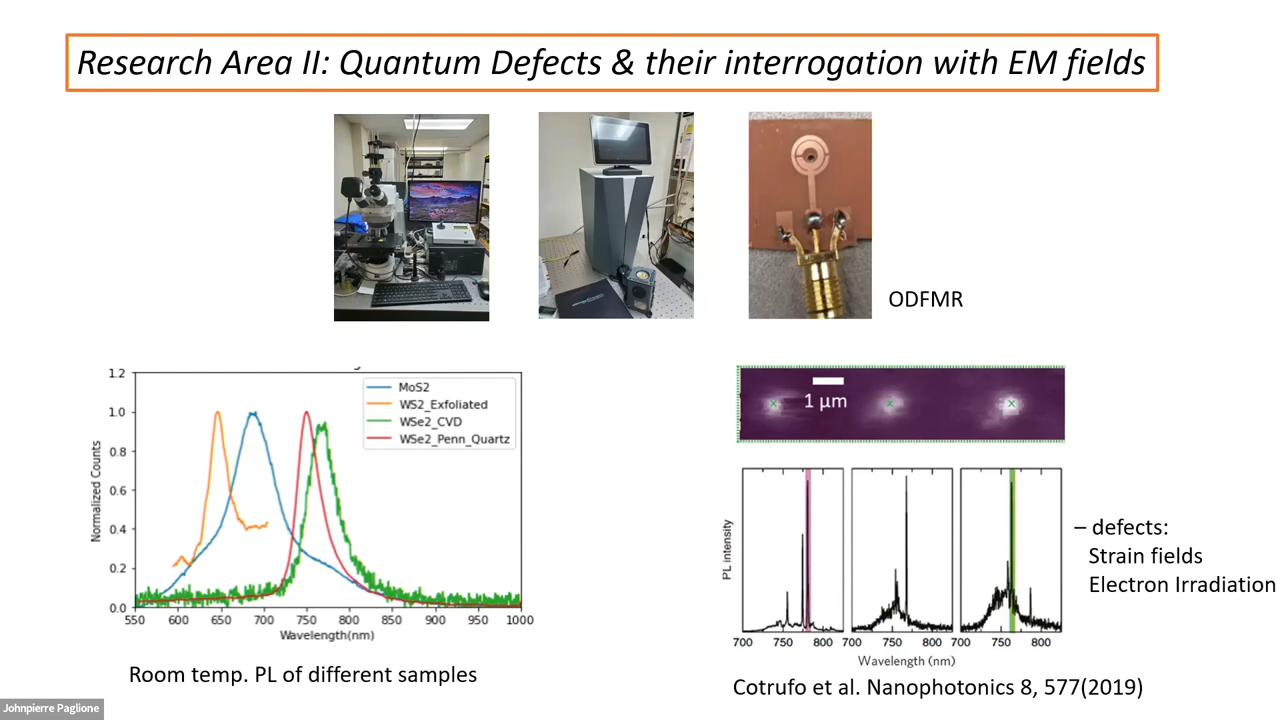 Research Area II: Quantum Defects & their interrogation with EM fields
ODFMR
1.2
1.0
0.8
0.6
0.4
0.2
0.0
Normalized Counts
MoS2
WS2_Exfoliated
WSe2_CVD
WSe2_Penn_Quartz
550 600 650 700 750 800 850 900 950 1000
Wavelength(nm)
Room temp. PL of different samples
1 μm
PL intensity
700 750 800 700 750 800 700 750 800
Wavelength (nm)
– defects:
Strain fields
Electron Irradiation
Cotrufo et al. Nanophotonics 8, 577(2019)
Johnpierre Paglione